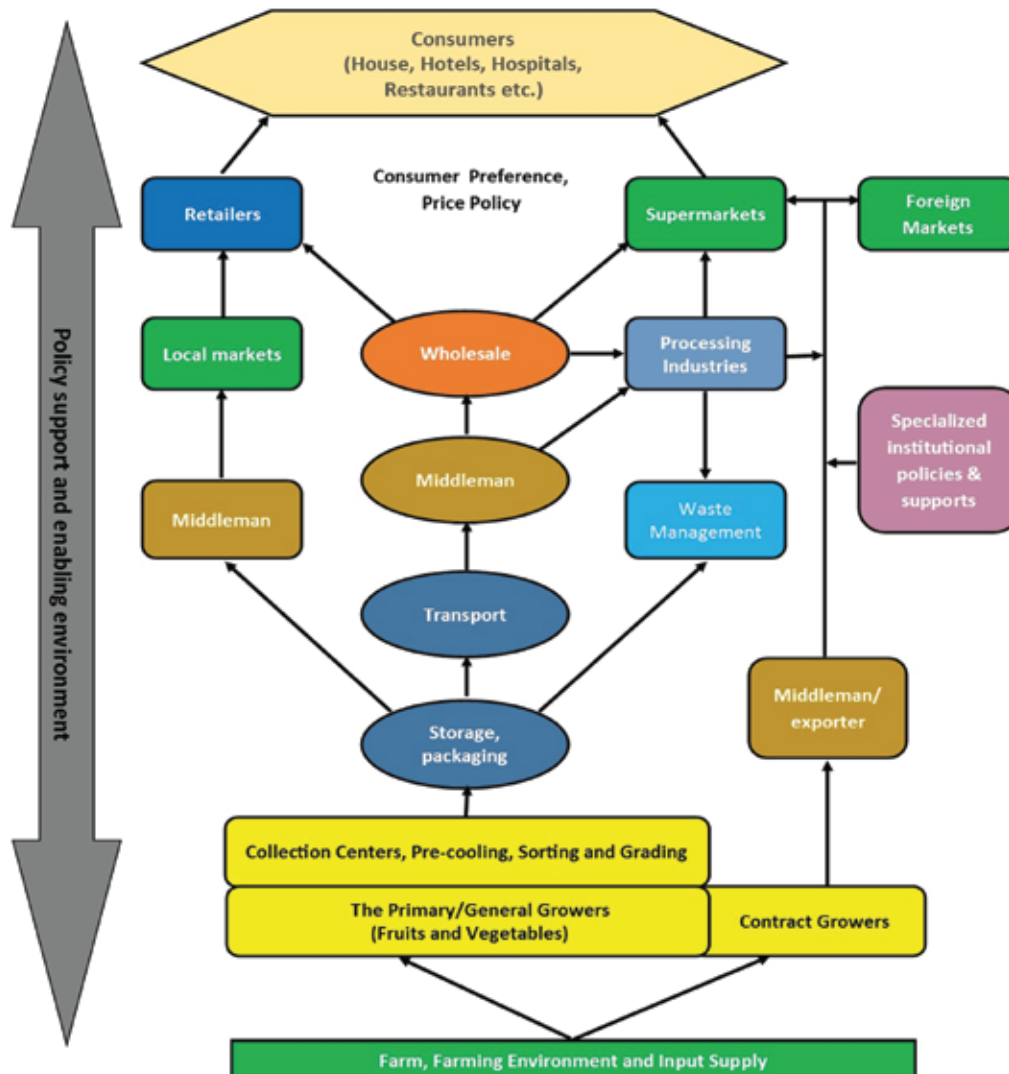 Consumers
(House, Hotels, Hospitals,
Restaurants etc.)
Consumer Preference,
Price Policy
Retailers
Supermarkets
Foreign
Markets
Local markets
Wholesale
Processing
Industries
Specialized
institutional
policies &
supports
Middleman
Middleman
Waste
Management
Transport
Storage,
packaging
Middleman/
exporter
Collection Centers, Pre-cooling, Sorting and Grading
The Primary/General Growers
(Fruits and Vegetables)
Contract Growers
Farm, Farming Environment and Input Supply
Policy support and enabling environment